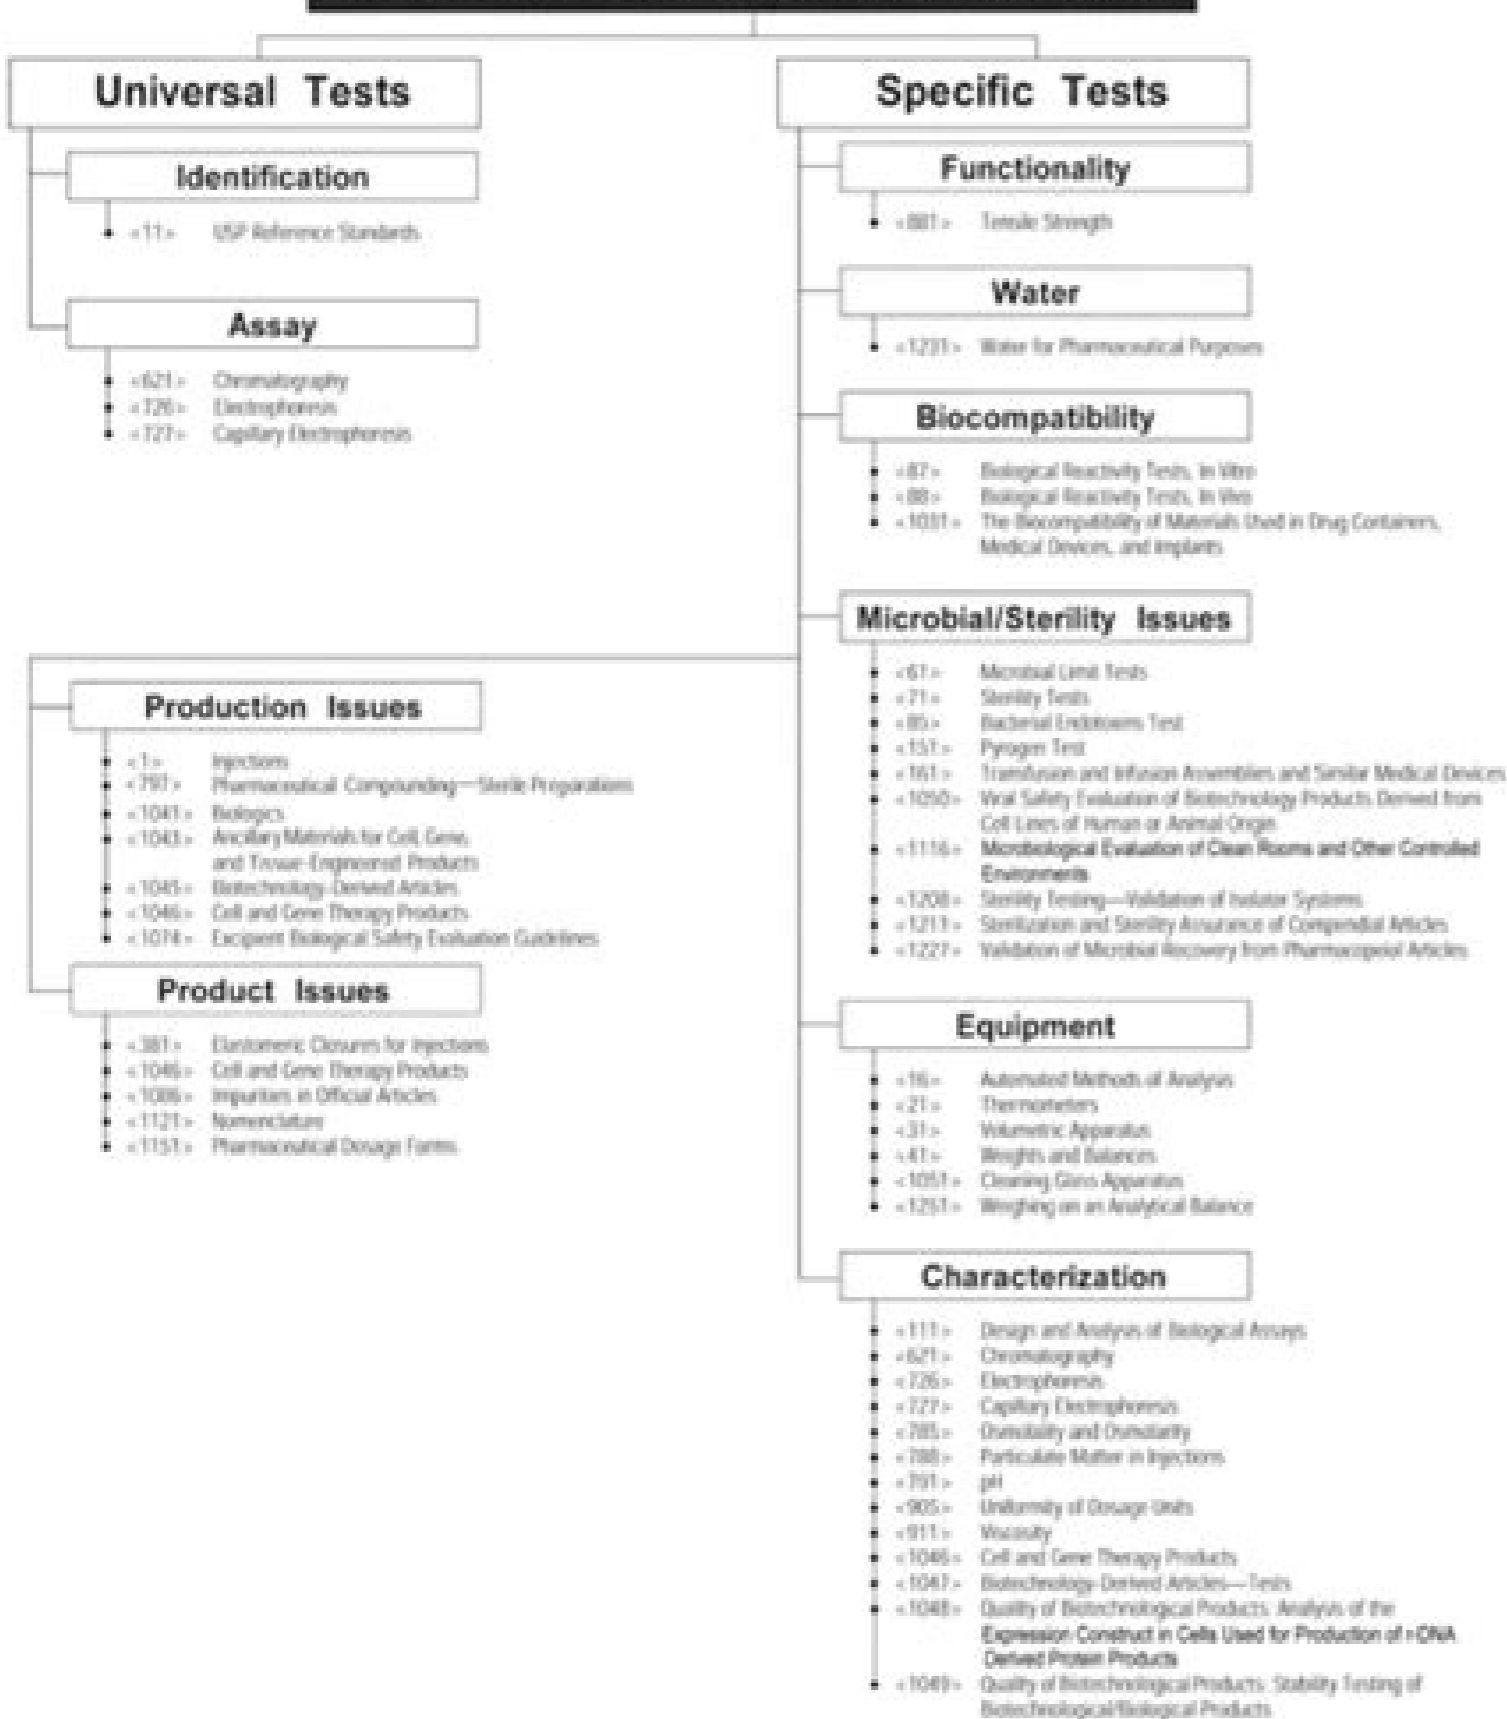 Universal Tests
Identification
<11> USP Reference Standards
Assay
<621> Chromatography
<726> Electrophoresis
<727> Capillary Electrophoresis
Specific Tests
Functionality
<881> Tensile Strength
Water
<1231> Water for Pharmaceutical Purposes
Biocompatibility
<87> Biological Reactivity Tests, In Vitro
<88> Biological Reactivity Tests, In Vivo
<1031> The Biocompatibility of Materials Used in Drug Containers,
Medical Devices, and Implants
Microbial/Sterility Issues
<61> Microbial Limit Tests
<71> Sterility Tests
<85> Bacterial Endotoxins Test
<151> Pyrogen Test
<161> Transfusion and Infusion Assemblies and Similar Medical Devices
<1050> Viral Safety Evaluation of Biotechnology Products Derived from
Cell Lines of Human or Animal Origin
<1116> Microbiological Evaluation of Clean Rooms and Other Controlled
Environments
<1208> Sterility Testing—Validation of Isolator Systems
<1211> Sterilization and Sterility Assurance of Compendial Articles
<1227> Validation of Microbial Recovery from Pharmacopeial Articles
Production Issues
<1> Injections
<797> Pharmaceutical Compounding—Sterile Preparations
<1041> Biologics
<1043> Ancillary Materials for Cell, Gene,
and Tissue-Engineered Products
<1045> Biotechnology-Derived Articles
<1046> Cell and Gene Therapy Products
<1074> Excipient Biological Safety Evaluation Guidelines
Product Issues
<381> Elastomeric Closures for Injections
<1046> Cell and Gene Therapy Products
<1086> Impurities in Official Articles
<1121> Nomenclature
<1151> Pharmaceutical Dosage Forms
Equipment
<16> Automated Methods of Analysis
<21> Thermometers
<31> Volumetric Apparatus
<41> Weights and Balances
<1051> Cleaning Glass Apparatus
<1251> Weighing on an Analytical Balance
Characterization
<111> Design and Analysis of Biological Assays
<621> Chromatography
<726> Electrophoresis
<727> Capillary Electrophoresis
<785> Osmolality and Osmolarity
<788> Particulate Matter in Injections
<791> pH
<905> Uniformity of Dosage Units
<911> Viscosity
<1046> Cell and Gene Therapy Products
<1047> Biotechnology-Derived Articles—Tests
<1048> Quality of Biotechnological Products: Analysis of the
Expression Construct in Cells Used for Production of r-DNA
Derived Protein Products
<1049> Quality of Biotechnological Products: Stability Testing of
Biotechnological/Biological Products